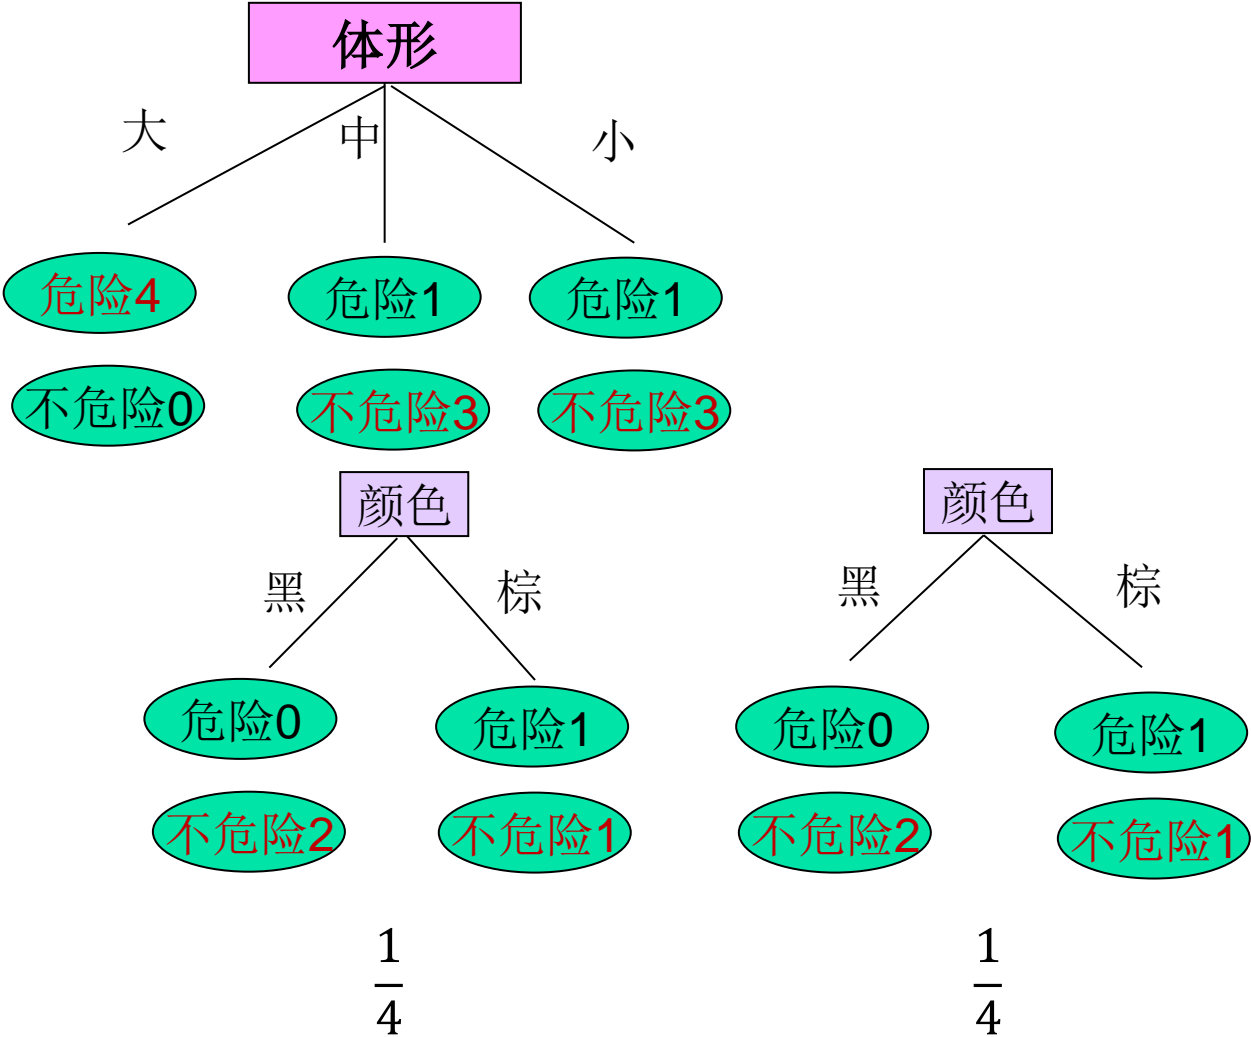 体形
大 中 小
危险4 危险1 危险1
不危险0 不危险3 不危险3
颜色 颜色
黑 棕 黑 棕
危险0 危险1 危险0 危险1
不危险2 不危险1 不危险2 不危险1
1/4 1/4